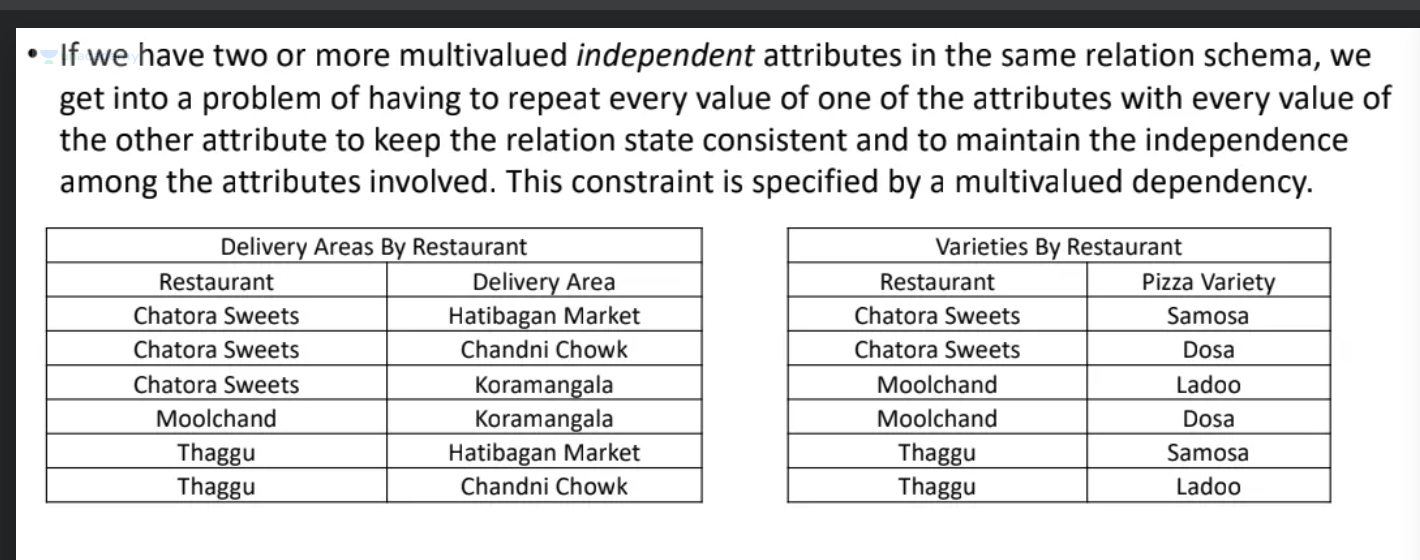 • If we have two or more multivalued independent attributes in the same relation schema, we
get into a problem of having to repeat every value of one of the attributes with every value of
the other attribute to keep the relation state consistent and to maintain the independence
among the attributes involved. This constraint is specified by a multivalued dependency.
Delivery Areas By Restaurant
Restaurant Delivery Area
Chatora Sweets Hatibagan Market
Chatora Sweets Chandni Chowk
Chatora Sweets Koramangala
Moolchand Koramangala
Thaggu Hatibagan Market
Thaggu Chandni Chowk
Varieties By Restaurant
Restaurant Pizza Variety
Chatora Sweets Samosa
Chatora Sweets Dosa
Moolchand Ladoo
Moolchand Dosa
Thaggu Samosa
Thaggu Ladoo